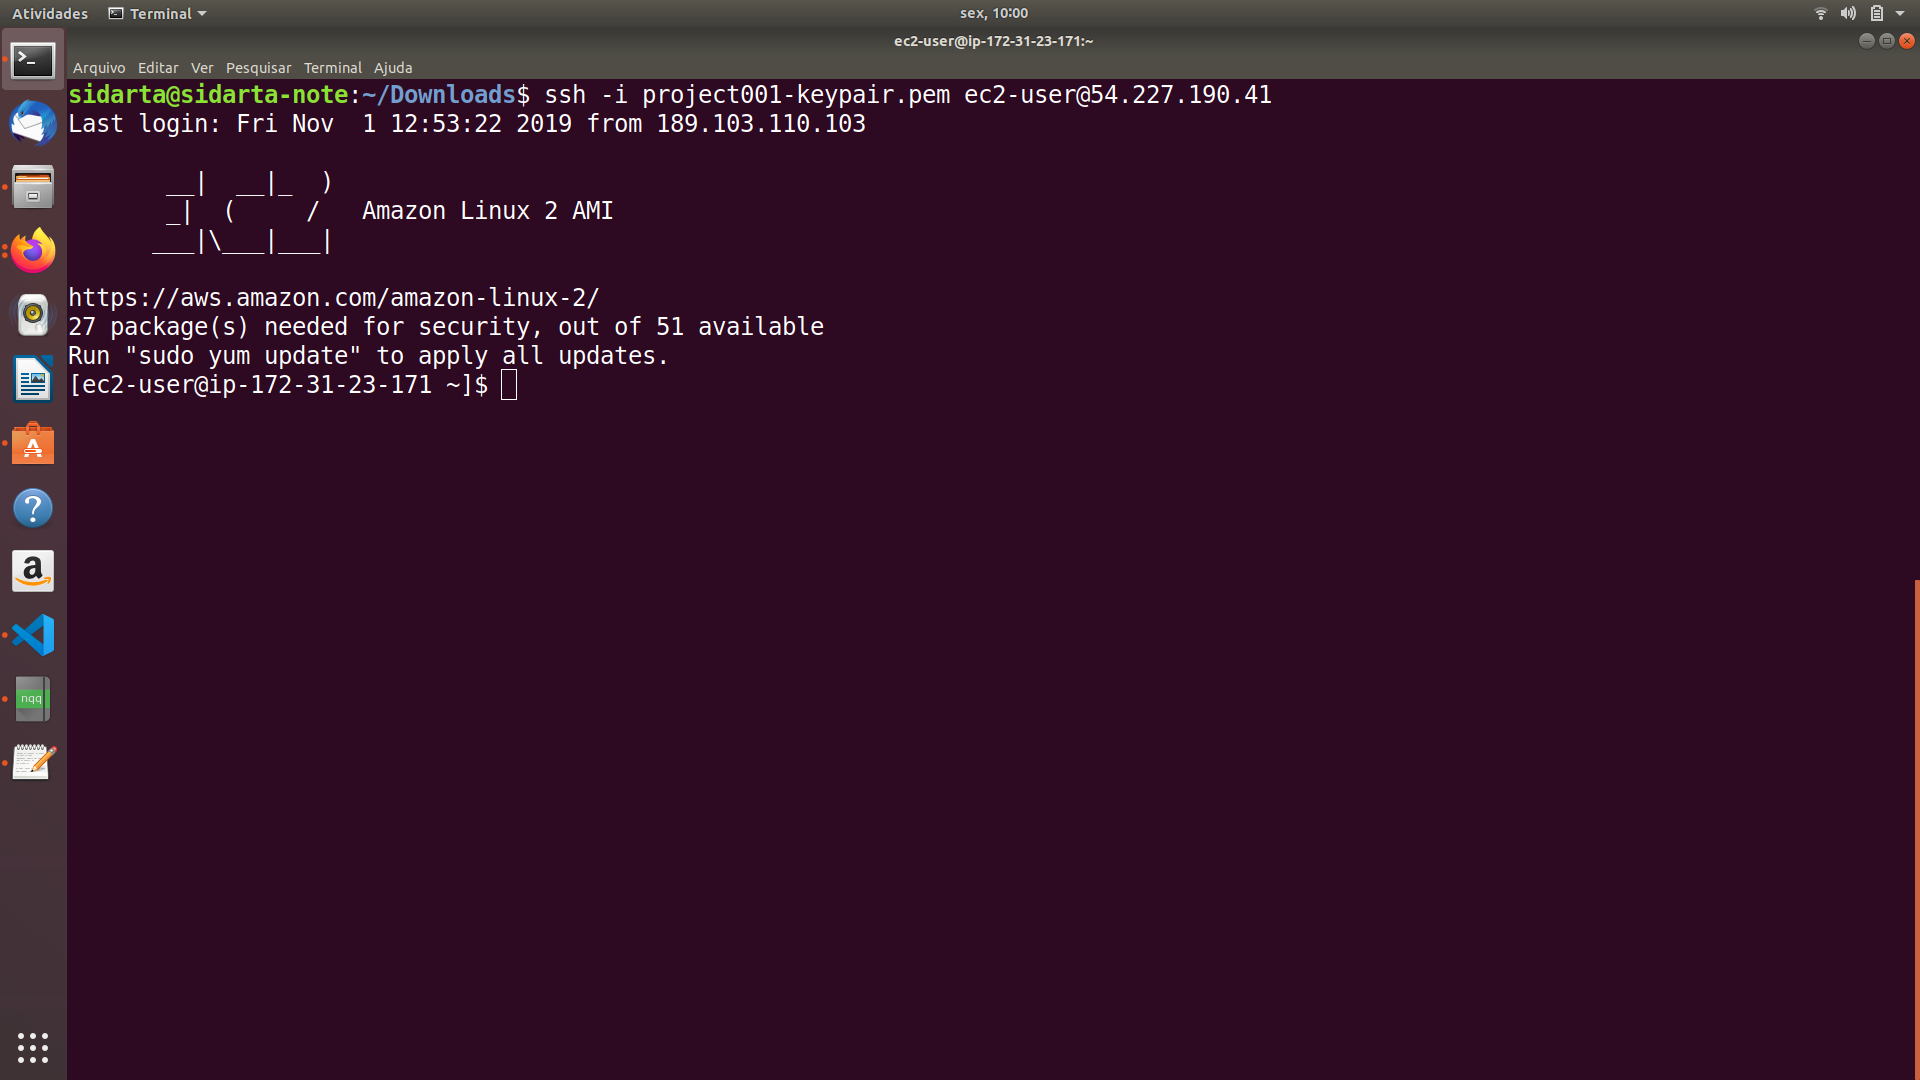 Atividades Terminal sex, 10:00
ec2-user@ip-172-31-23-171:~
Arquivo Editar Ver Pesquisar Terminal Ajuda
sidarta@sidarta-note:~/Downloads$ ssh -i project001-keypair.pem ec2-user@54.227.190.41
Last login: Fri Nov  1 12:53:22 2019 from 189.103.110.103
       __|  __|_  )
       _|  (     /   Amazon Linux 2 AMI
      ___|\___|___|
https://aws.amazon.com/amazon-linux-2/
27 package(s) needed for security, out of 51 available
Run "sudo yum update" to apply all updates.
[ec2-user@ip-172-31-23-171 ~]$
nqq